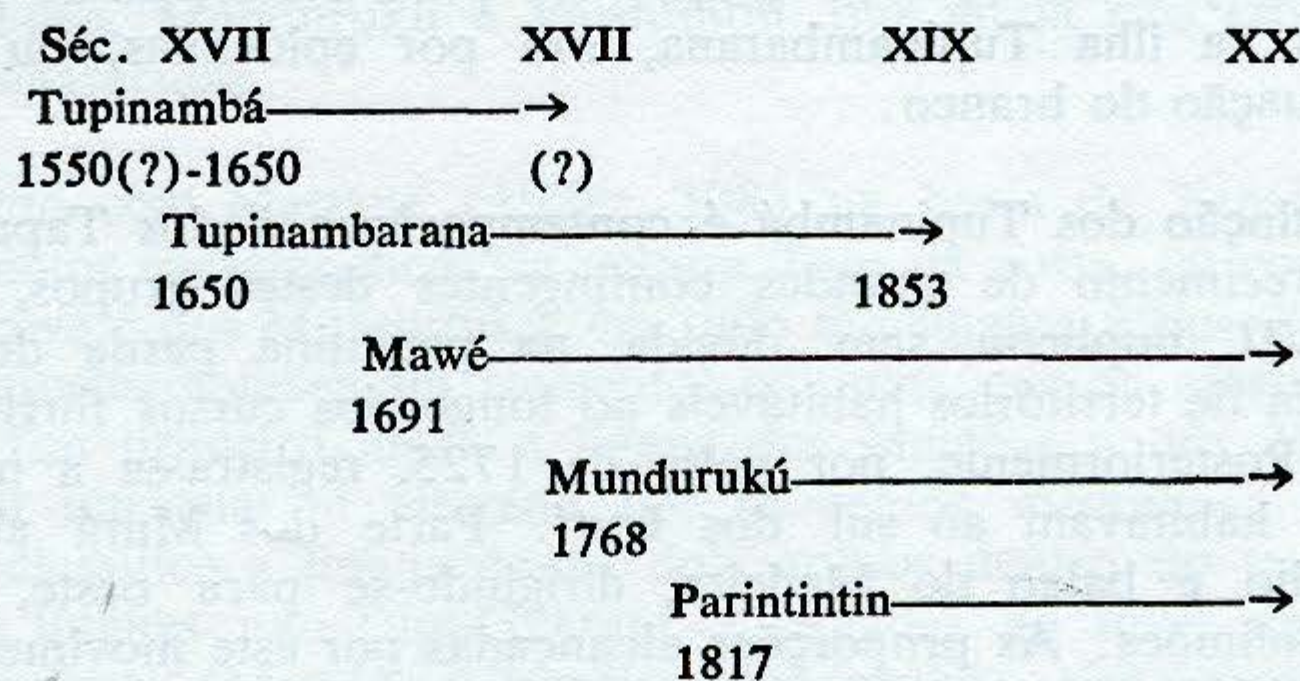 Séc. XVII XVII XIX XX
Tupinambá
1550(?)-1650 (?)
Tupinambarana
1650 1853
Mawé
1691
Mundurukú
1768
Parintintin
1817